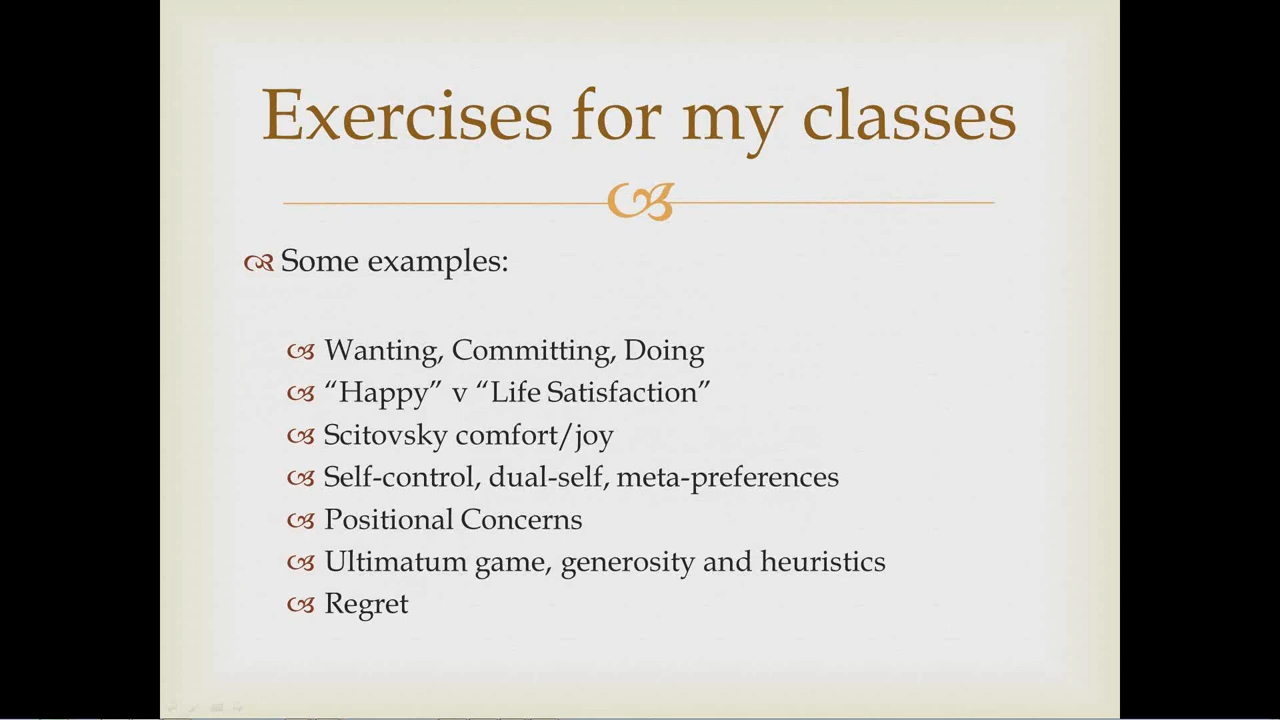 Exercises for my classes
Some examples:
Wanting, Committing, Doing
“Happy” v “Life Satisfaction”
Scitovsky comfort/joy
Self-control, dual-self, meta-preferences
Positional Concerns
Ultimatum game, generosity and heuristics
Regret